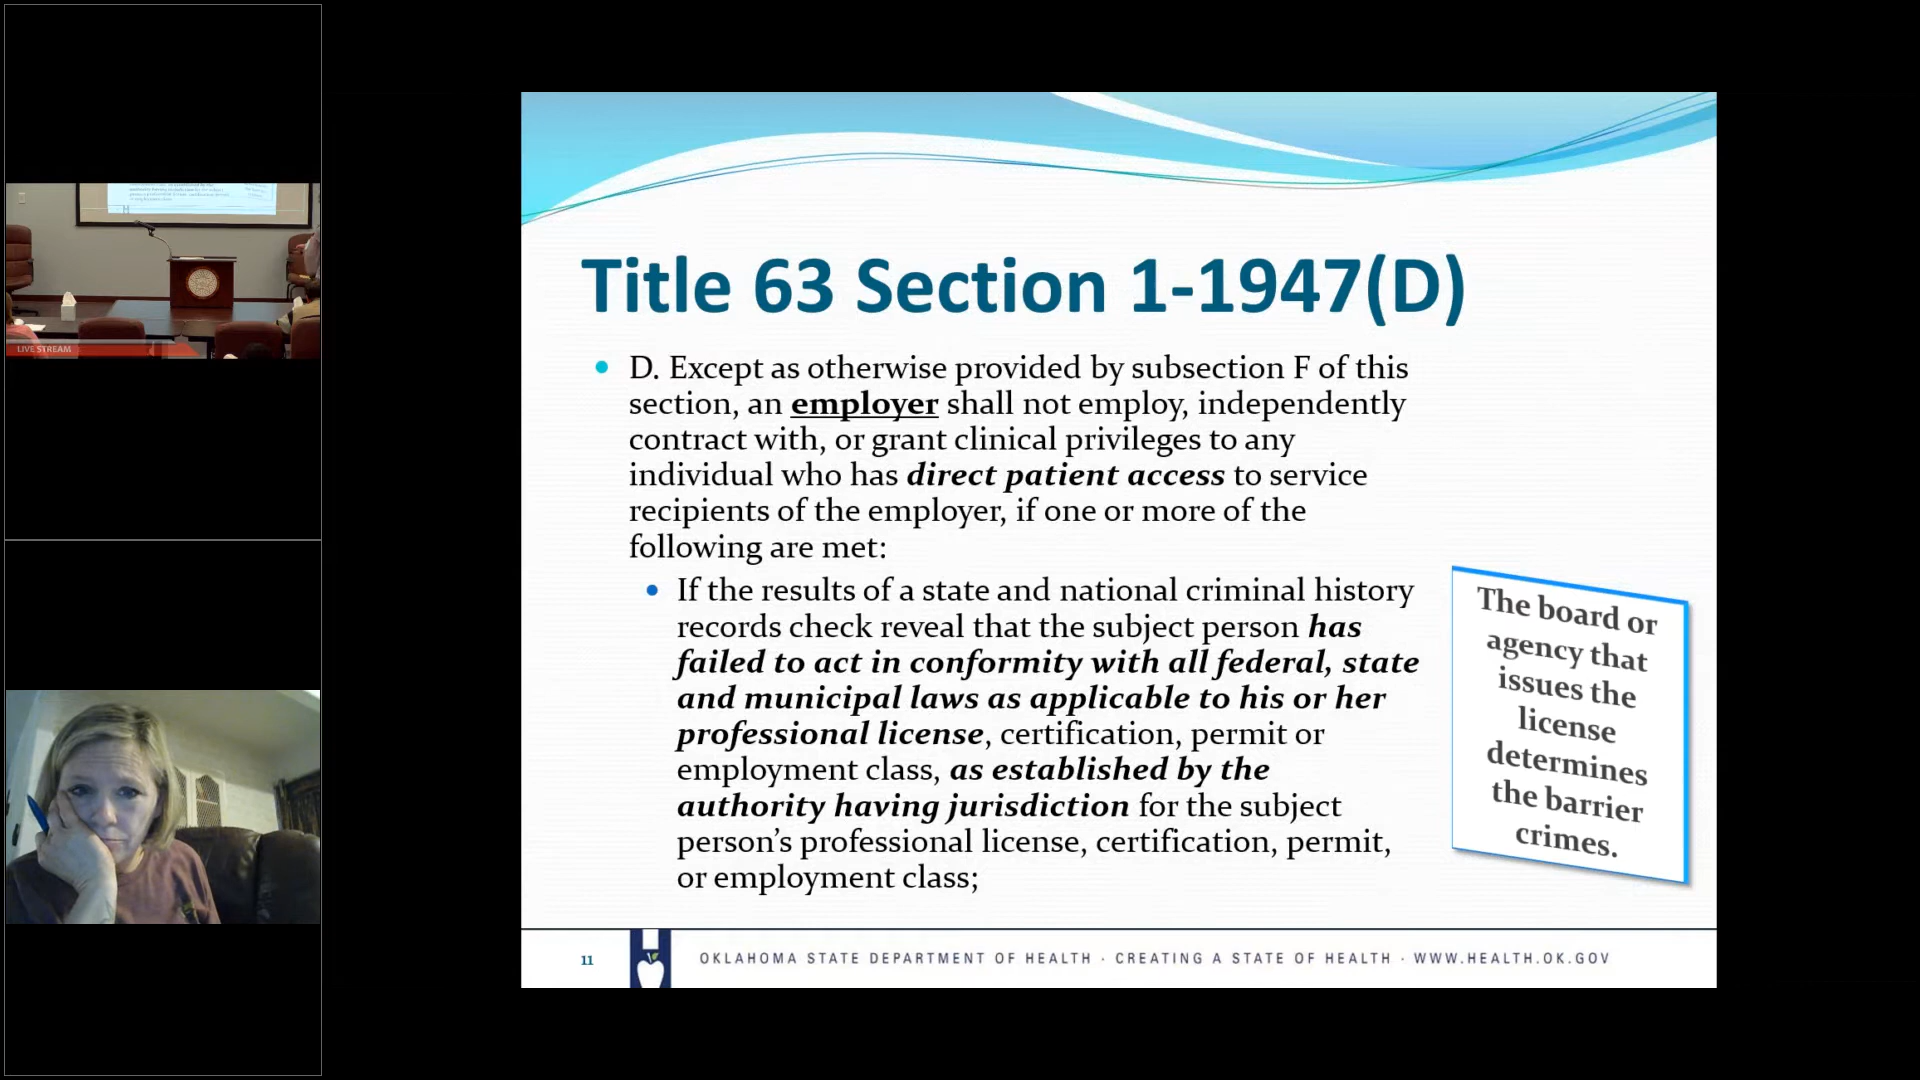 LIVE STREAM
Title 63 Section 1-1947(D)
D. Except as otherwise provided by subsection F of this
section, an employer shall not employ, independently
contract with, or grant clinical privileges to any
individual who has direct patient access to service
recipients of the employer, if one or more of the
following are met:
If the results of a state and national criminal history
records check reveal that the subject person has
failed to act in conformity with all federal, state
and municipal laws as applicable to his or her
professional license, certification, permit or
employment class, as established by the
authority having jurisdiction for the subject
person’s professional license, certification, permit,
or employment class;
The board or
agency that
issues the
license
determines
the barrier
crimes.
11
OKLAHOMA STATE DEPARTMENT OF HEALTH · CREATING A STATE OF HEALTH · WWW.HEALTH.OK.GOV